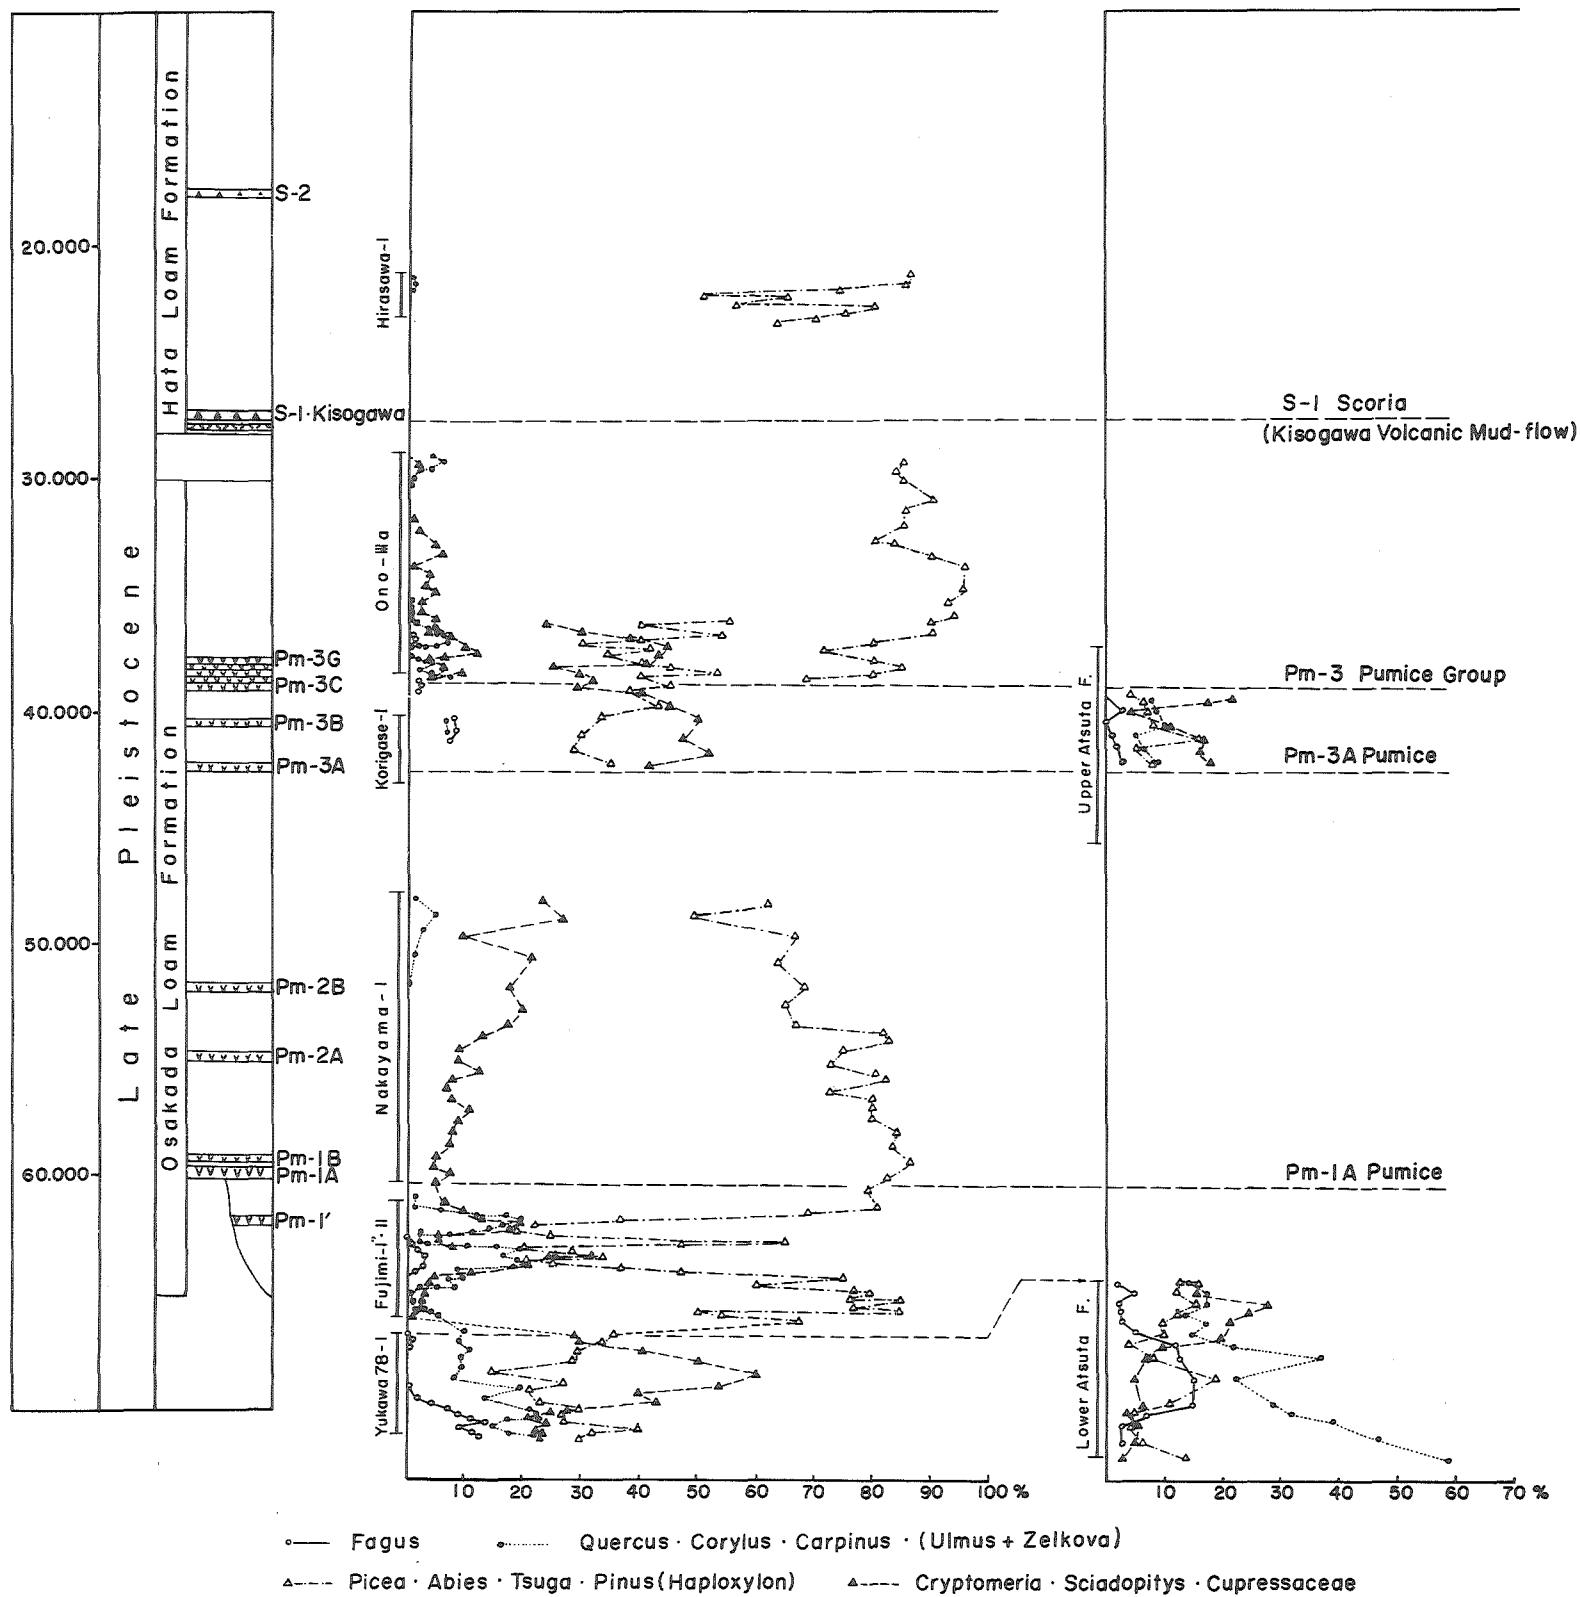 20.000
30.000
40.000
50.000
60.000
Late Pleistocene
Hata Loam Formation
Osakada Loam Formation
S-2
S-1·Kisogawa
Pm-3G
Pm-3C
Pm-3B
Pm-3A
Pm-2B
Pm-2A
Pm-1B
Pm-1A
Pm-1'
Hirasawa-I
Ono-IIIa
Korigase-I
Nakayama-I
Fujimi-I'·II
Yukawa 78-I
Upper Atsuta F.
Lower Atsuta F.
S-1 Scoria
(Kisogawa Volcanic Mud-flow)
Pm-3 Pumice Group
Pm-3A Pumice
Pm-1A Pumice
10 20 30 40 50 60 70 80 90 100 %
10 20 30 40 50 60 70 %
Fagus
Quercus · Corylus · Carpinus · (Ulmus + Zelkova)
Picea · Abies · Tsuga · Pinus (Haploxylon)
Cryptomeria · Sciadopitys · Cupressaceae